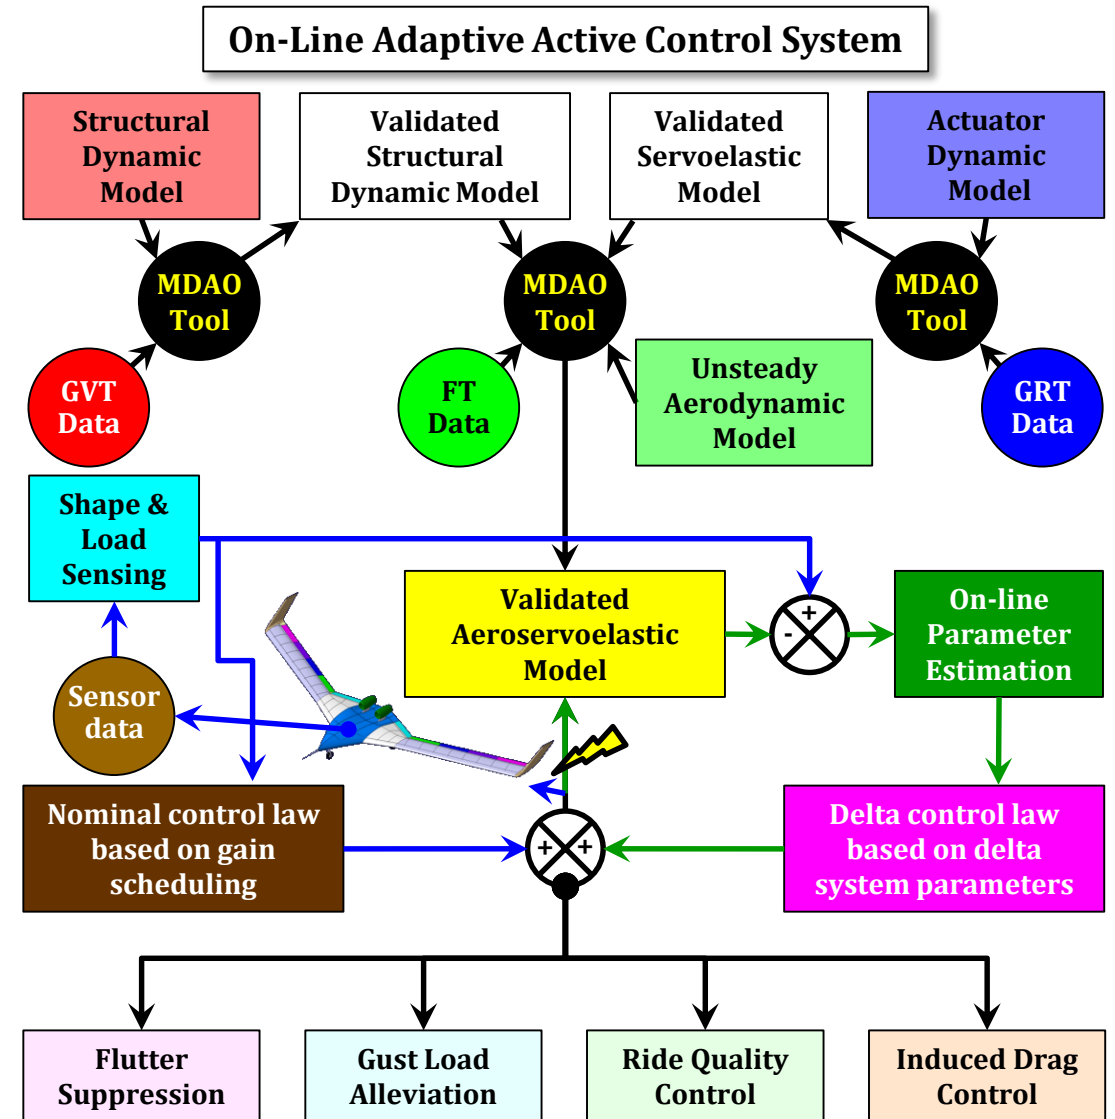 On-Line Adaptive Active Control System
Structural
Dynamic
Model
Validated
Structural
Dynamic Model
Validated
Servoelastic
Model
Actuator
Dynamic
Model
MDAO
Tool
MDAO
Tool
MDAO
Tool
GVT
Data
FT
Data
Unsteady
Aerodynamic
Model
GRT
Data
Shape &
Load
Sensing
Validated
Aeroservoelastic
Model
+
-
On-line
Parameter
Estimation
Sensor
data
Nominal control law
based on gain
scheduling
+ +
Delta control law
based on delta
system parameters
Flutter
Suppression
Gust Load
Alleviation
Ride Quality
Control
Induced Drag
Control